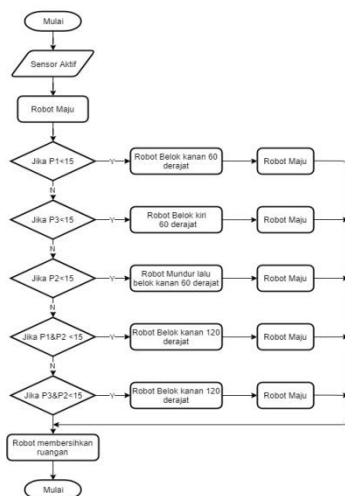 Mulai
Sensor Aktif
Robot Maju
Jika P1<15
Y
Robot Belok kanan 60
derajat
Robot Maju
N
Jika P3<15
Y
Robot Belok kiri
60 derajat
Robot Maju
N
Jika P2<15
Y
Robot Mundur lalu
belok kanan 60 derajat
Robot Maju
N
Jika P1&P2 <15
Y
Robot Belok kanan 120
derajat
Robot Maju
N
Jika P3&P2<15
Y
Robot Belok kanan 120
derajat
Robot Maju
N
Robot membersihkan
ruangan
Mulai